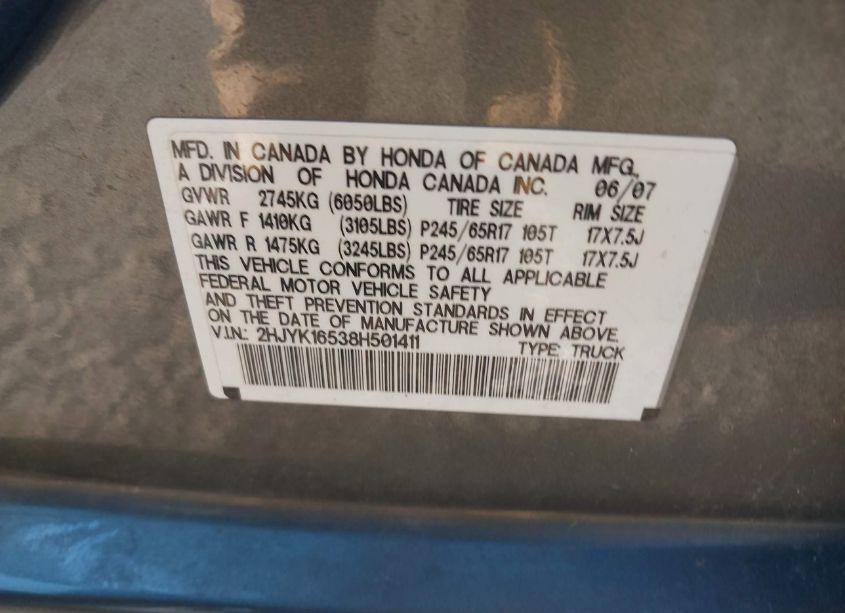 MFD. IN CANADA BY HONDA OF CANADA MFG.,
A DIVISION OF HONDA CANADA INC. 06/07
GVWR 2745KG (6050LBS) TIRE SIZE RIM SIZE
GAWR F 1410KG (3105LBS) P245/65R17 105T 17X7.5J
GAWR R 1475KG (3245LBS) P245/65R17 105T 17X7.5J
THIS VEHICLE CONFORMS TO ALL APPLICABLE
FEDERAL MOTOR VEHICLE SAFETY
AND THEFT PREVENTION STANDARDS IN EFFECT
ON THE DATE OF MANUFACTURE SHOWN ABOVE.
V.I.N.: 2HJYK16538H501411 TYPE: TRUCK